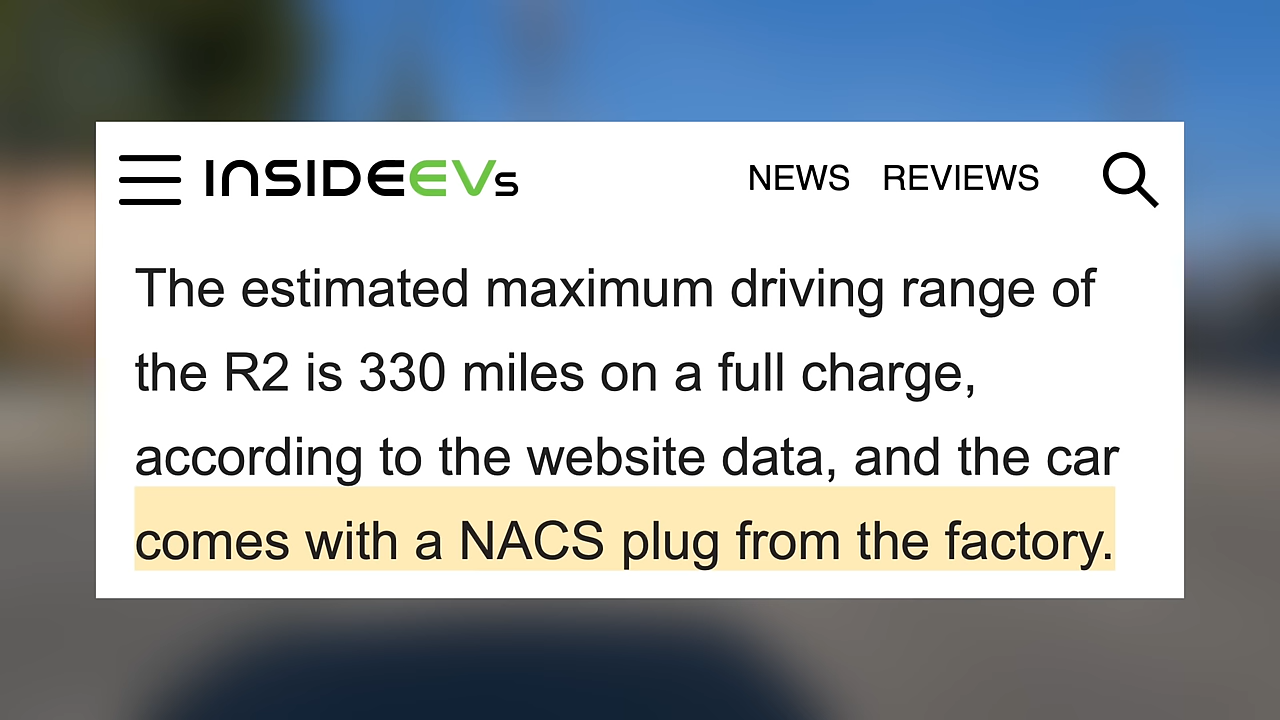 INSIDEEVs
NEWS REVIEWS
The estimated maximum driving range of
the R2 is 330 miles on a full charge,
according to the website data, and the car
comes with a NACS plug from the factory.